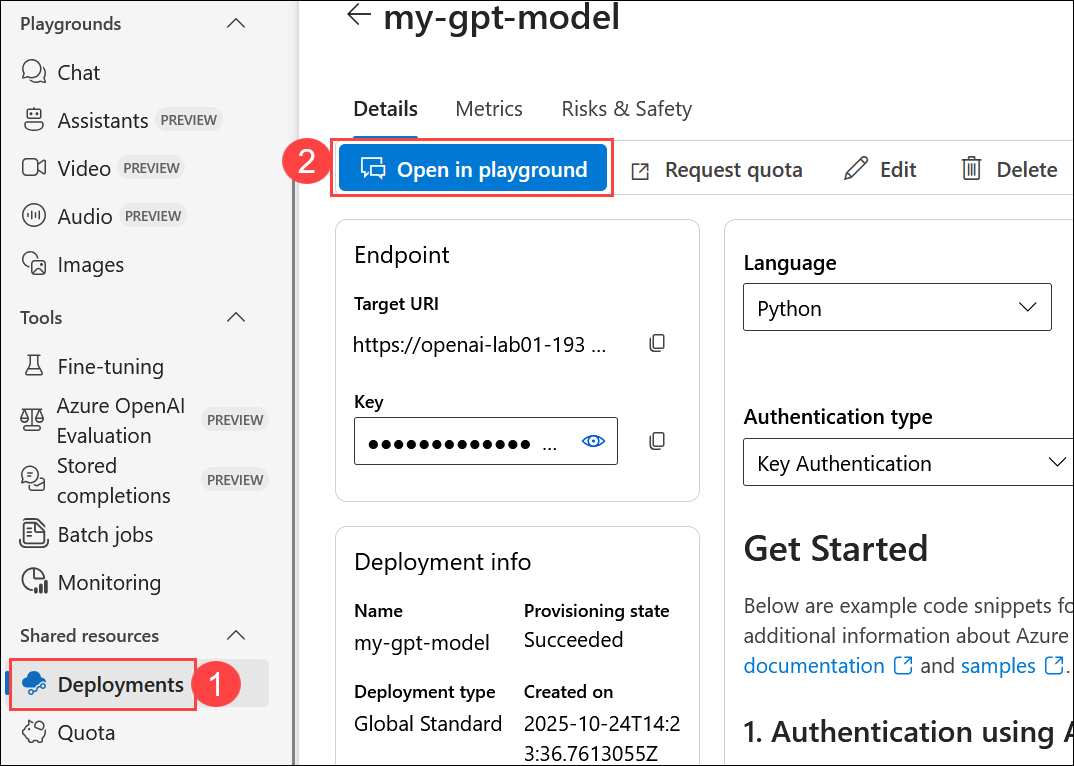 Playgrounds
Chat
Assistants PREVIEW
Video PREVIEW
Audio PREVIEW
Images
Tools
Fine-tuning
Azure OpenAI
Evaluation PREVIEW
Stored
completions PREVIEW
Batch jobs
Monitoring
Shared resources
Deployments 1
Quota
my-gpt-model
Details Metrics Risks & Safety
2 Open in playground Request quota Edit Delete
Endpoint
Target URI
https://openai-lab01-193 ...
Key
●●●●●●●●●●●●● ...
Deployment info
Name
my-gpt-model
Provisioning state
Succeeded
Deployment type
Global Standard
Created on
2025-10-24T14:2
3:36.7613055Z
Language
Python
Authentication type
Key Authentication
Get Started
Below are example code snippets fo
additional information about Azure
documentation and samples .
1. Authentication using A